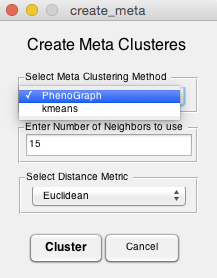 create_meta
Create Meta Clusteres
Select Meta Clustering Method
✓ PhenoGraph
kmeans
Enter Number of Neighbors to use
15
Select Distance Metric
Euclidean
Cluster
Cancel